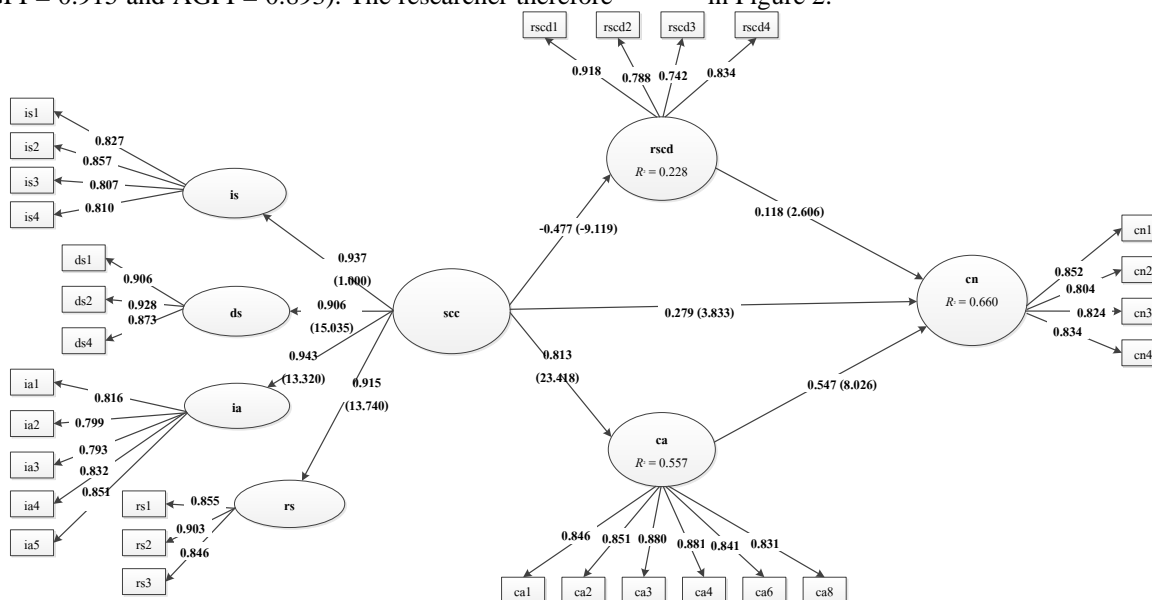 GFI = 0.915 and AGFI = 0.893). The researcher therefore in Figure 2.
rscd1 rscd2 rscd3 rscd4
0.918 0.788 0.742 0.834
is1
is2
is3
is4
0.827
0.857
0.807
0.810
is
rscd
R² = 0.228
0.118 (2.606)
-0.477 (-9.119)
0.937
(1.000)
ds1
ds2
ds4
0.906
0.928
0.873
ds
0.906
(15.035)
scc
0.279 (3.833)
cn
R² = 0.660
0.852
0.804
0.824
0.834
cn1
cn2
cn3
cn4
0.943
(13.320)
0.915
(13.740)
0.813
(23.418)
0.547 (8.026)
ia1
ia2
ia3
ia4
ia5
0.816
0.799
0.793
0.832
0.851
ia
ca
R² = 0.557
rs1
rs2
rs3
0.855
0.903
0.846
rs
0.846 0.851 0.880 0.881 0.841 0.831
ca1 ca2 ca3 ca4 ca6 ca8